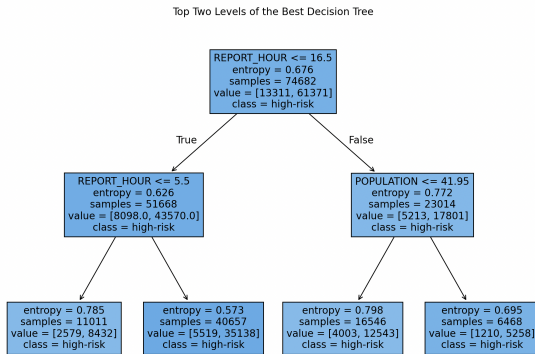 Top Two Levels of the Best Decision Tree
REPORT_HOUR <= 16.5
entropy = 0.676
samples = 74682
value = [13311, 61371]
class = high-risk
True
False
REPORT_HOUR <= 5.5
entropy = 0.626
samples = 51668
value = [8098.0, 43570.0]
class = high-risk
POPULATION <= 41.95
entropy = 0.772
samples = 23014
value = [5213, 17801]
class = high-risk
entropy = 0.785
samples = 11011
value = [2579, 8432]
class = high-risk
entropy = 0.573
samples = 40657
value = [5519, 35138]
class = high-risk
entropy = 0.798
samples = 16546
value = [4003, 12543]
class = high-risk
entropy = 0.695
samples = 6468
value = [1210, 5258]
class = high-risk